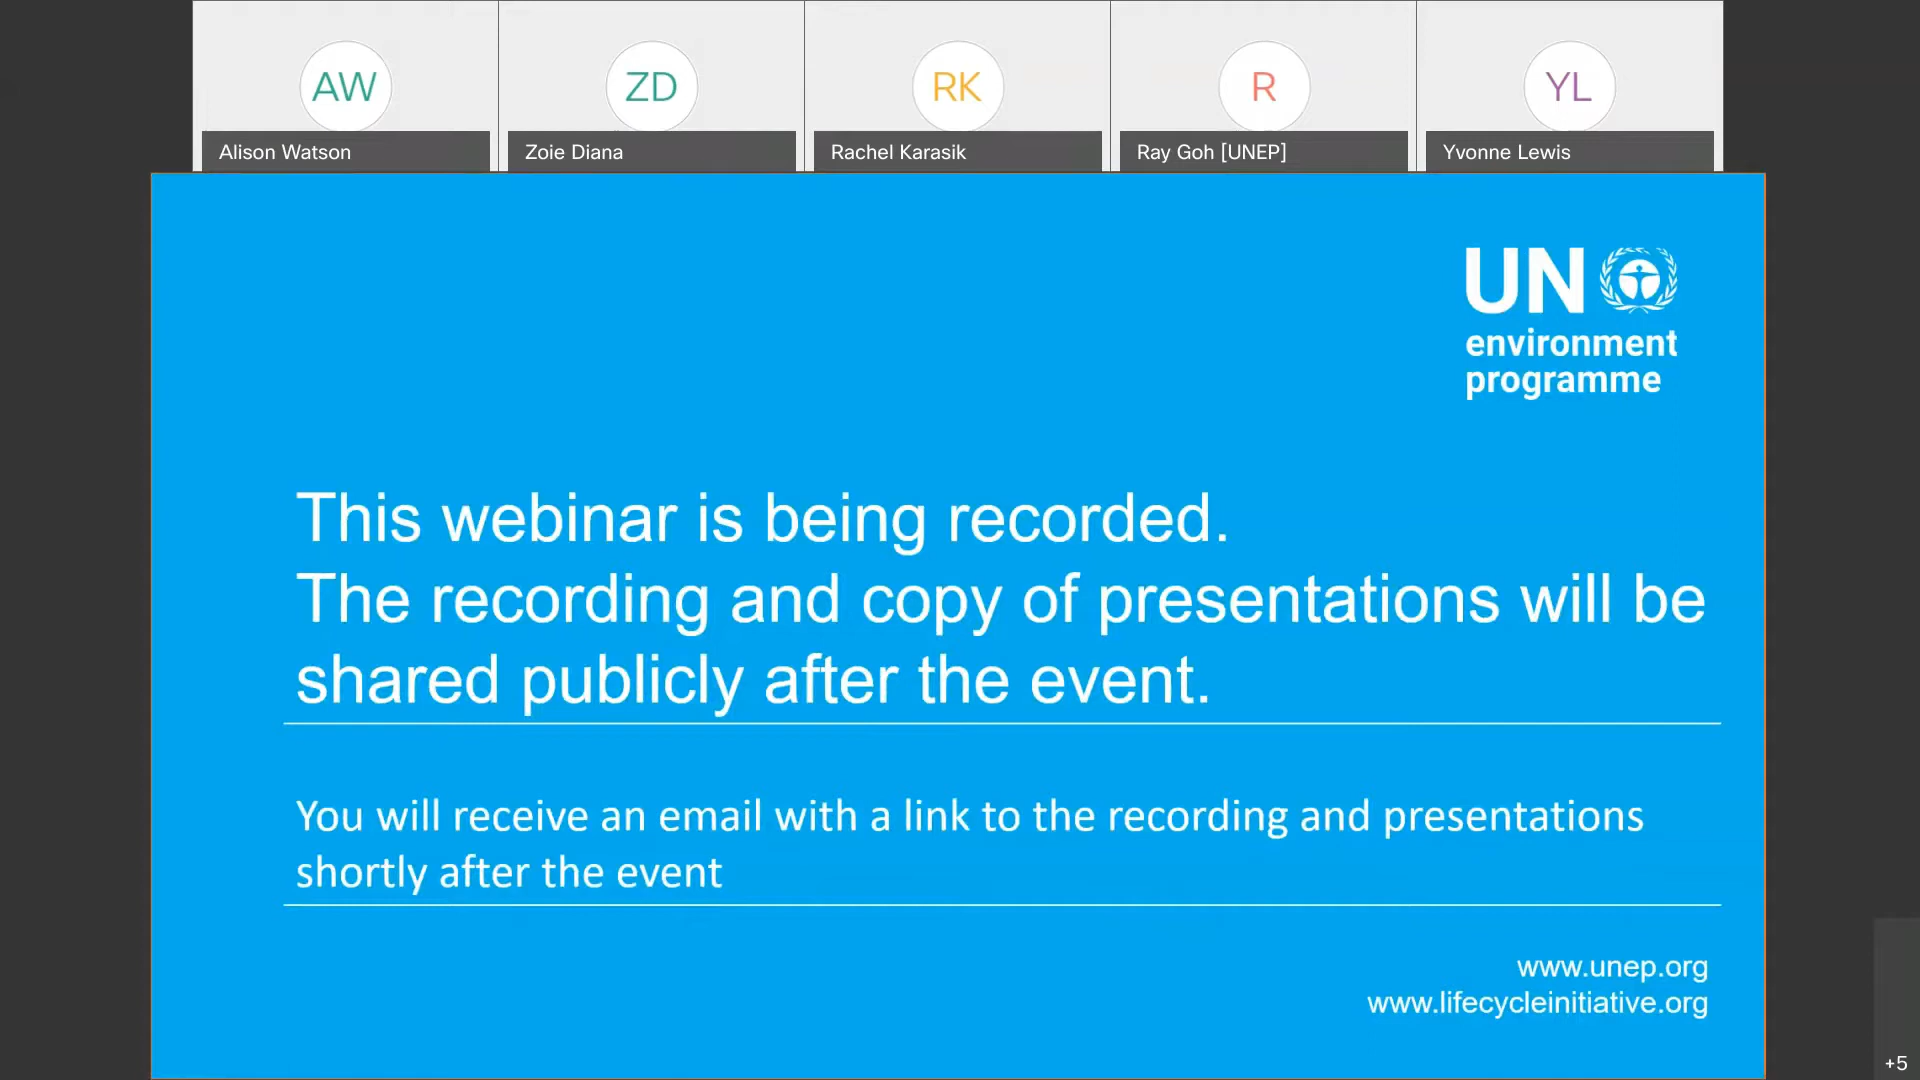 AW
ZD
RK
R
YL
Alison Watson
Zoie Diana
Rachel Karasik
Ray Goh [UNEP]
Yvonne Lewis
UN
environment
programme
This webinar is being recorded.
The recording and copy of presentations will be
shared publicly after the event.
You will receive an email with a link to the recording and presentations
shortly after the event
www.unep.org
www.lifecycleinitiative.org
+5